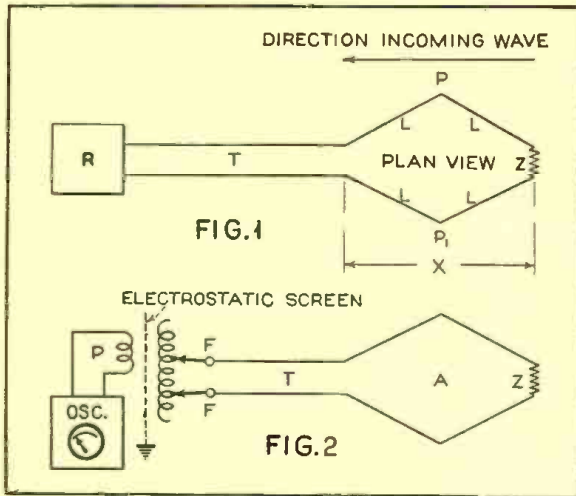 DIRECTION INCOMING WAVE
P
L L
R T PLAN VIEW Z
L L
FIG.1 P1
X
ELECTROSTATIC SCREEN
P F
T A Z
OSC. F
FIG.2